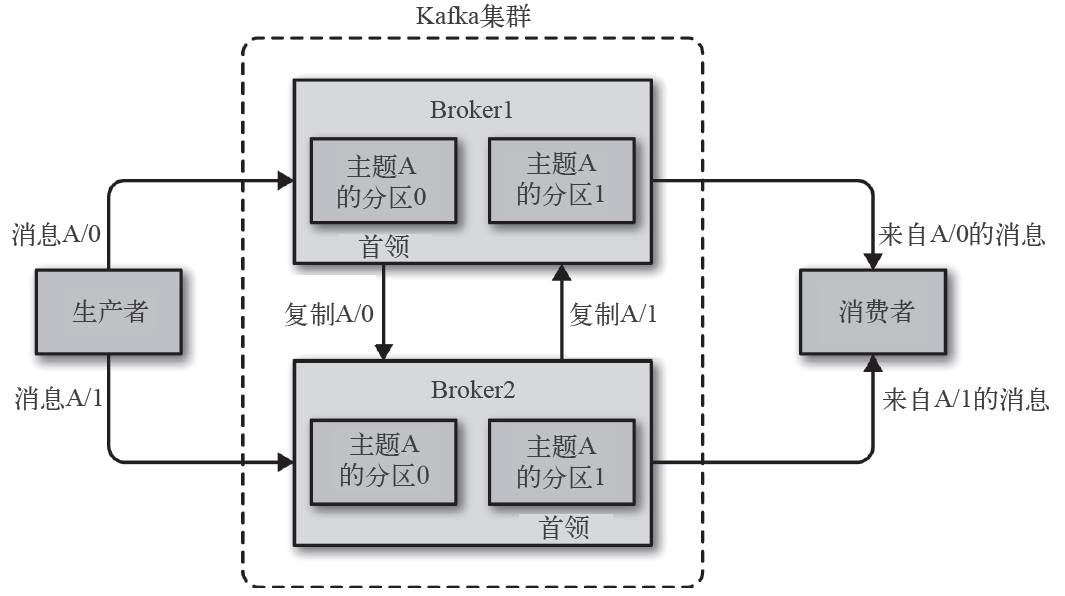 Kafka集群
Broker1
主题A
的分区0
主题A
的分区1
首领
消息A/0
来自A/0的消息
生产者
复制A/0
复制A/1
消费者
消息A/1
来自A/1的消息
Broker2
主题A
的分区0
主题A
的分区1
首领